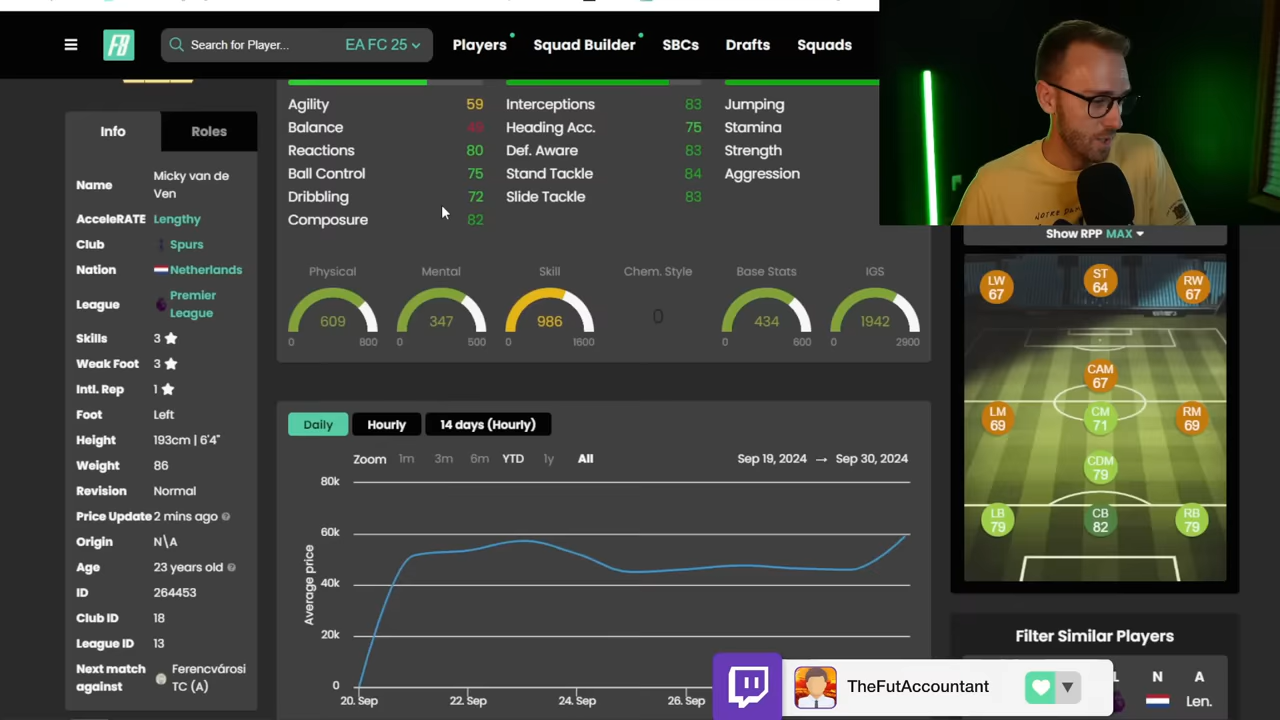 FB
Search for Player...
EA FC 25
Players
Squad Builder
SBCs
Drafts
Squads
Info
Roles
Name Micky van de Ven
AcceleRATE Lengthy
Club Spurs
Nation Netherlands
League Premier League
Skills 3
Weak Foot 3
Intl. Rep 1
Foot Left
Height 193cm | 6'4"
Weight 86
Revision Normal
Price Update 2 mins ago
Origin N\A
Age 23 years old
ID 264453
Club ID 18
League ID 13
Next match against Ferencvárosi TC (A)
Agility 59
Balance 49
Reactions 80
Ball Control 75
Dribbling 72
Composure 82
Interceptions 83
Heading Acc. 75
Def. Aware 83
Stand Tackle 84
Slide Tackle 83
Jumping
Stamina
Strength
Aggression
Physical
609
0 800
Mental
347
0 500
Skill
986
0 1600
Chem. Style
0
Base Stats
434
0 600
IGS
1942
0 2900
Daily
Hourly
14 days (Hourly)
Zoom 1m 3m 6m YTD 1y All
Sep 19, 2024 → Sep 30, 2024
Average price
80k
60k
40k
20k
0
20. Sep
22. Sep
24. Sep
26. Sep
Show RPP MAX
LW 67
ST 64
RW 67
CAM 67
LM 69
CM 71
RM 69
CDM 79
LB 79
CB 82
RB 79
Filter Similar Players
L N A
Len.
TheFutAccountant
NOTRE DA